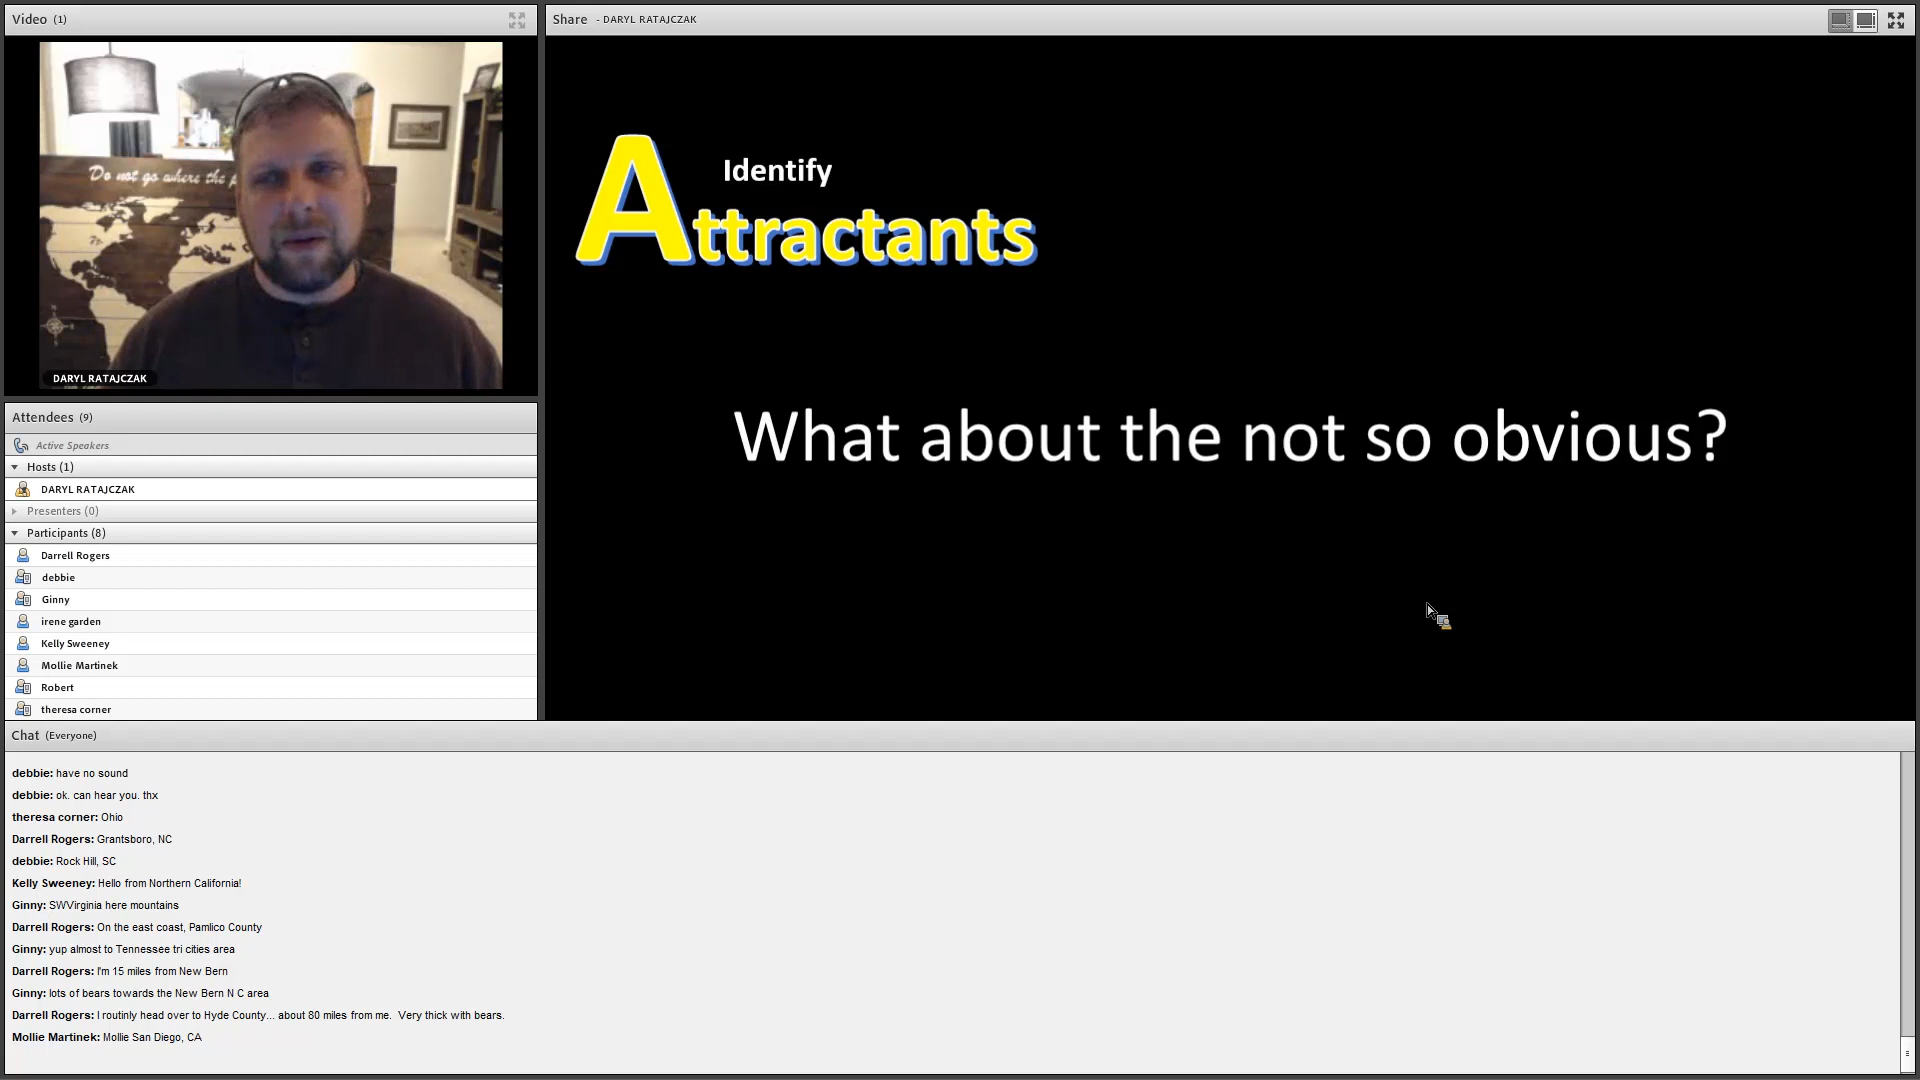 Video (1)
Do not go where the
DARYL RATAJCZAK
Attendees (9)
Active Speakers
Hosts (1)
DARYL RATAJCZAK
Presenters (0)
Participants (8)
Darrell Rogers
debbie
Ginny
irene garden
Kelly Sweeney
Mollie Martinek
Robert
theresa corner
Share - DARYL RATAJCZAK
Identify
Attractants
What about the not so obvious?
Chat (Everyone)
debbie: have no sound
debbie: ok. can hear you. thx
theresa corner: Ohio
Darrell Rogers: Grantsboro, NC
debbie: Rock Hill, SC
Kelly Sweeney: Hello from Northern California!
Ginny: SWVirginia here mountains
Darrell Rogers: On the east coast, Pamlico County
Ginny: yup almost to Tennessee tri cities area
Darrell Rogers: I'm 15 miles from New Bern
Ginny: lots of bears towards the New Bern N C area
Darrell Rogers: I routinly head over to Hyde County... about 80 miles from me.  Very thick with bears.
Mollie Martinek: Mollie San Diego, CA